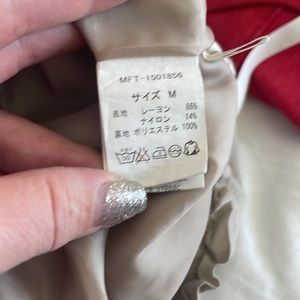 MFT-1501856
サイズ M
表地 レーヨン 86%
ナイロン 14%
裏地 ポリエステル 100%